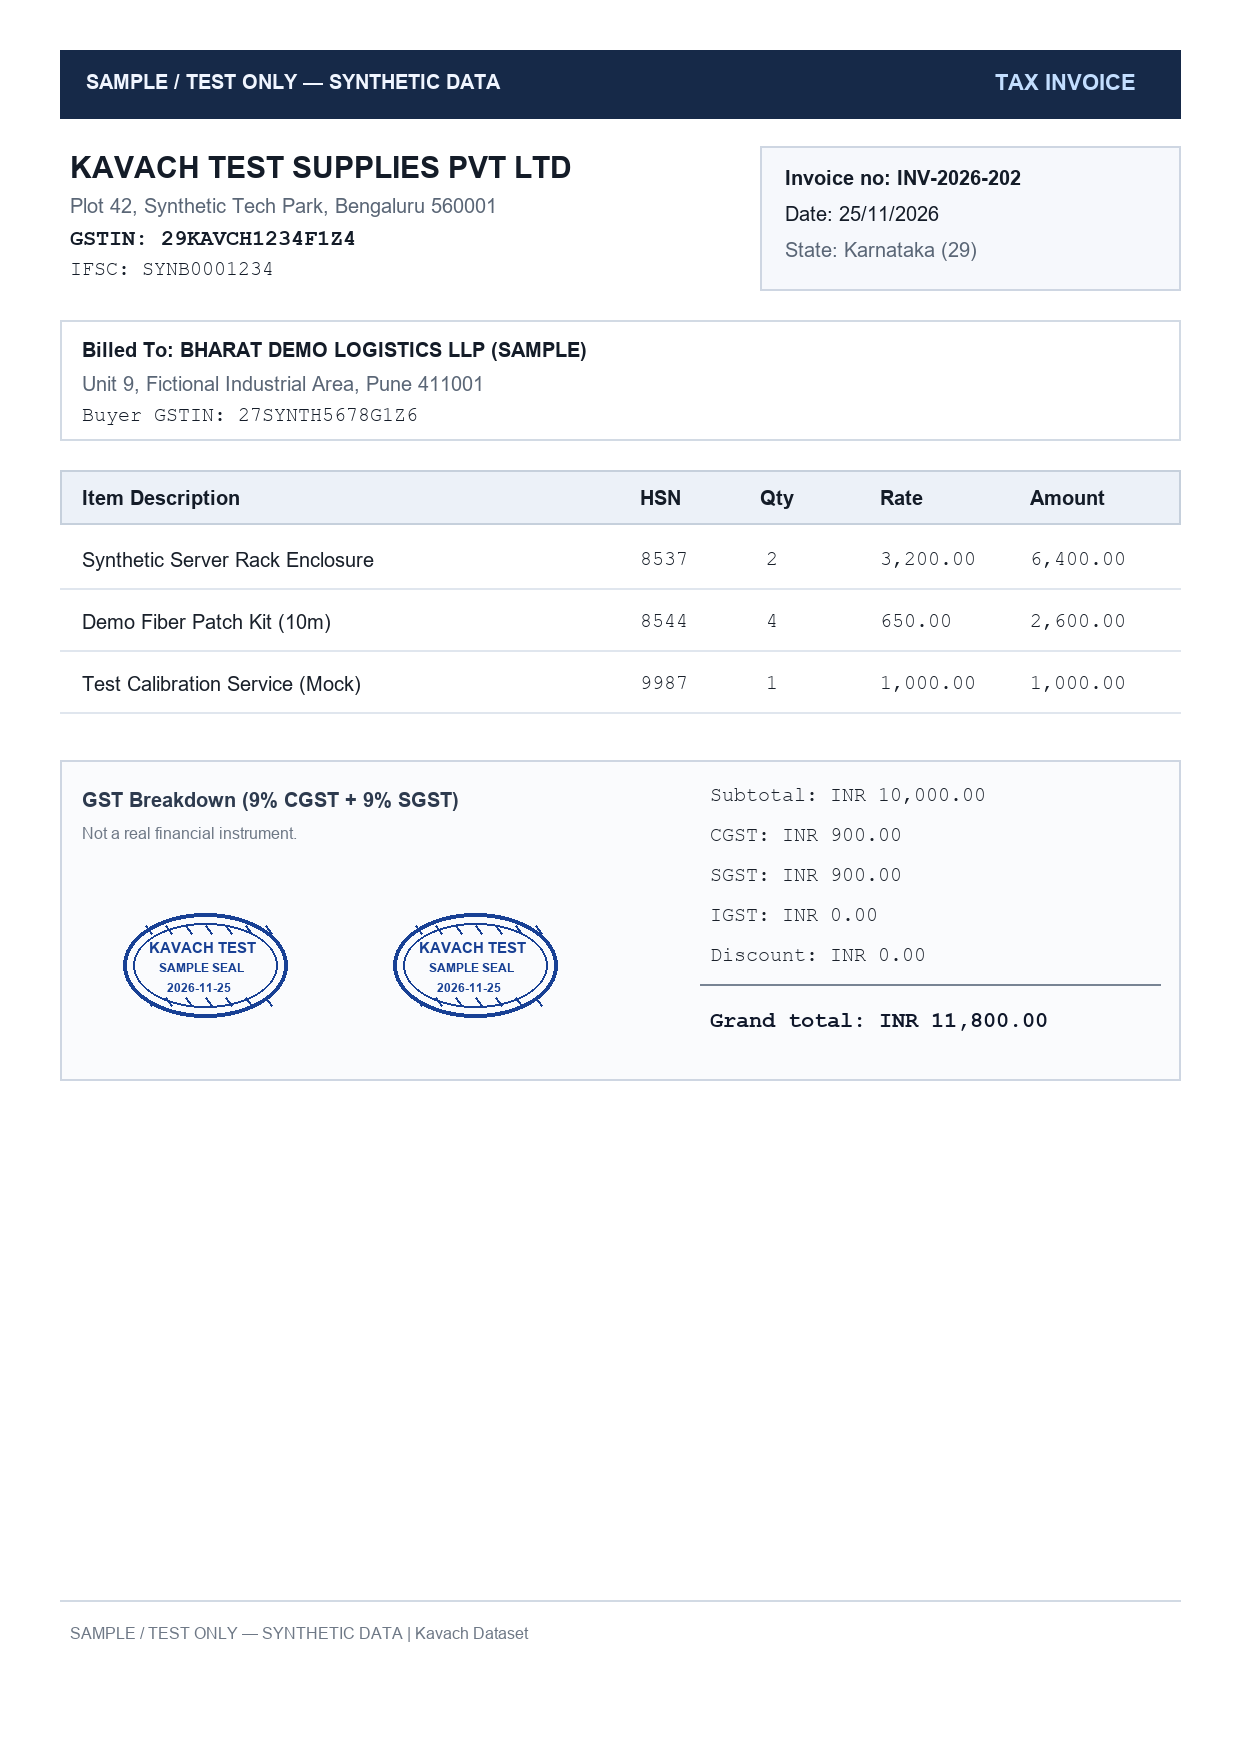 SAMPLE / TEST ONLY — SYNTHETIC DATA TAX INVOICE
KAVACH TEST SUPPLIES PVT LTD
Plot 42, Synthetic Tech Park, Bengaluru 560001
GSTIN: 29KAVCH1234F1Z4
IFSC: SYNB0001234
Invoice no: INV-2026-202
Date: 25/11/2026
State: Karnataka (29)
Billed To: BHARAT DEMO LOGISTICS LLP (SAMPLE)
Unit 9, Fictional Industrial Area, Pune 411001
Buyer GSTIN: 27SYNTH5678G1Z6
Item Description HSN Qty Rate Amount
Synthetic Server Rack Enclosure 8537 2 3,200.00 6,400.00
Demo Fiber Patch Kit (10m) 8544 4 650.00 2,600.00
Test Calibration Service (Mock) 9987 1 1,000.00 1,000.00
GST Breakdown (9% CGST + 9% SGST)
Not a real financial instrument.
KAVACH TEST
SAMPLE SEAL
2026-11-25
KAVACH TEST
SAMPLE SEAL
2026-11-25
Subtotal: INR 10,000.00
CGST: INR 900.00
SGST: INR 900.00
IGST: INR 0.00
Discount: INR 0.00
Grand total: INR 11,800.00
SAMPLE / TEST ONLY — SYNTHETIC DATA | Kavach Dataset